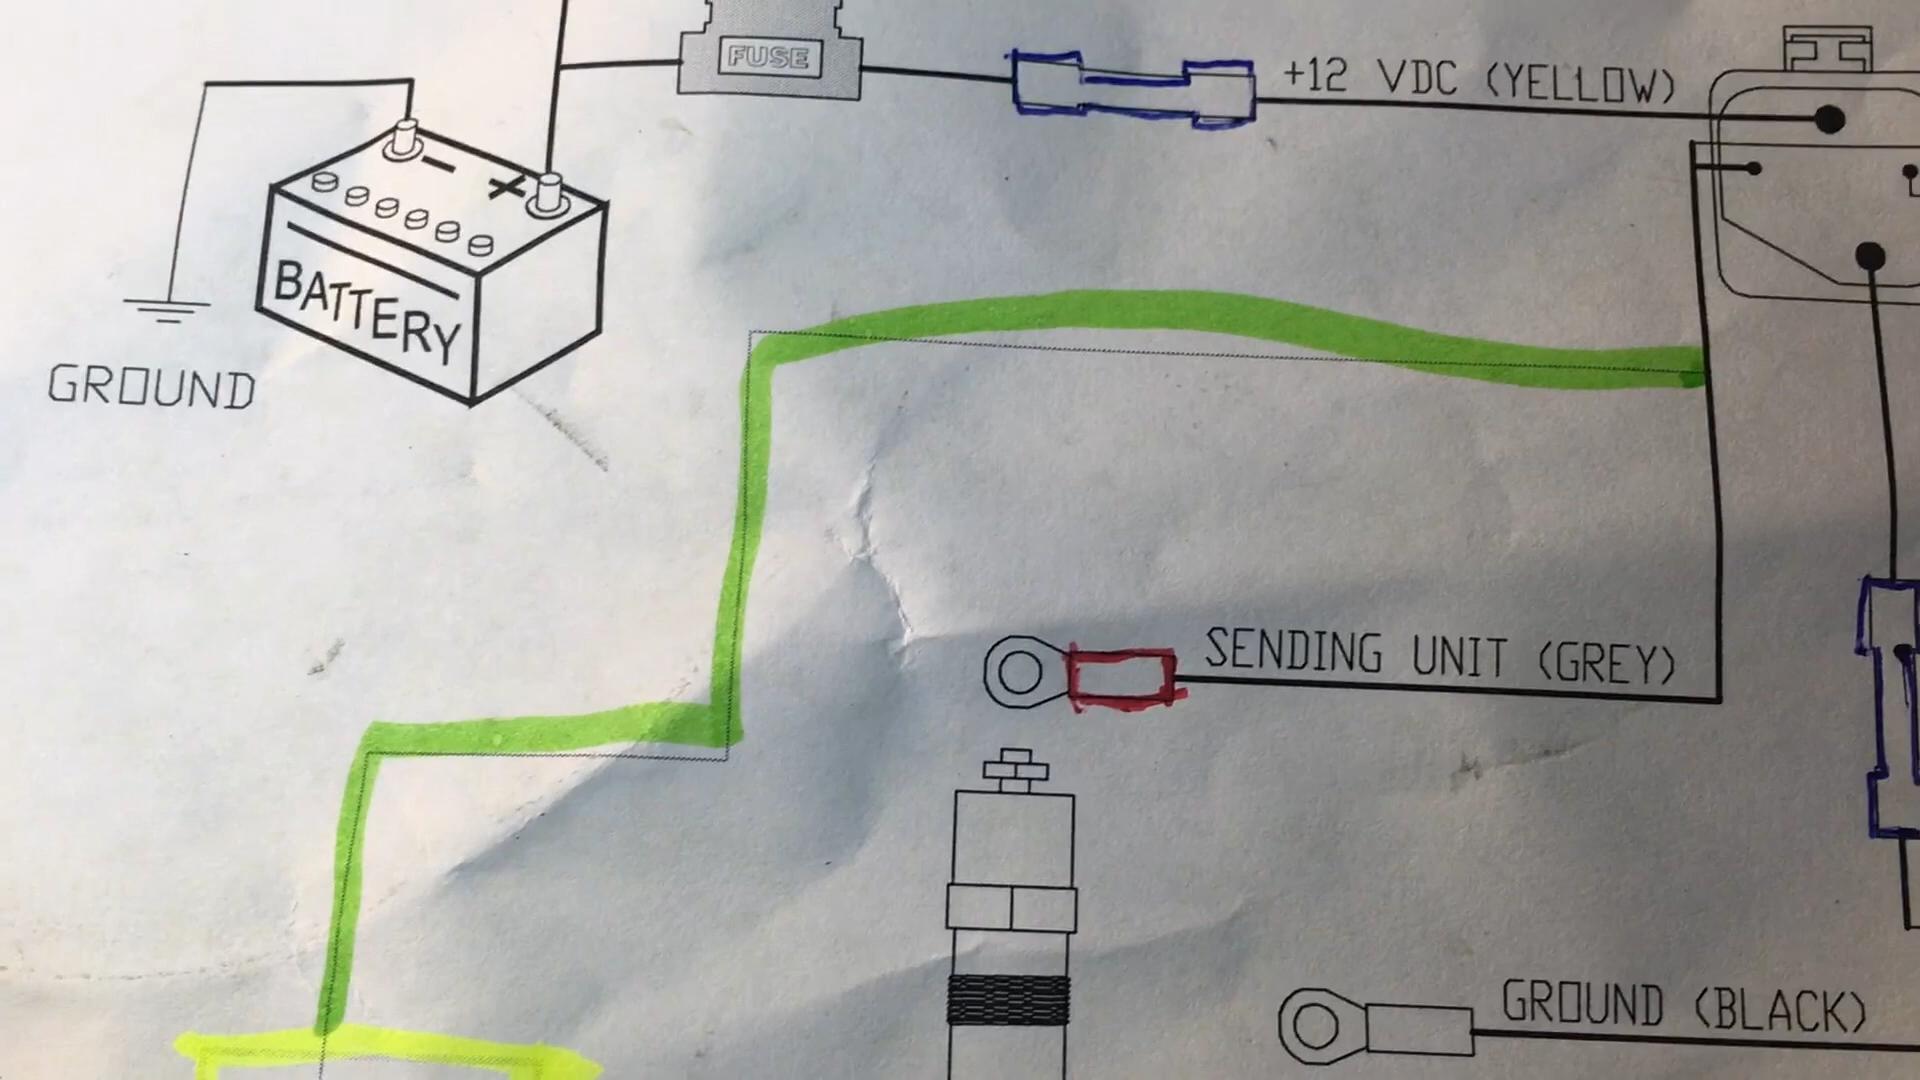 FUSE
+12 VDC (YELLOW)
- +
BATTERY
GROUND
SENDING UNIT (GREY)
GROUND (BLACK)